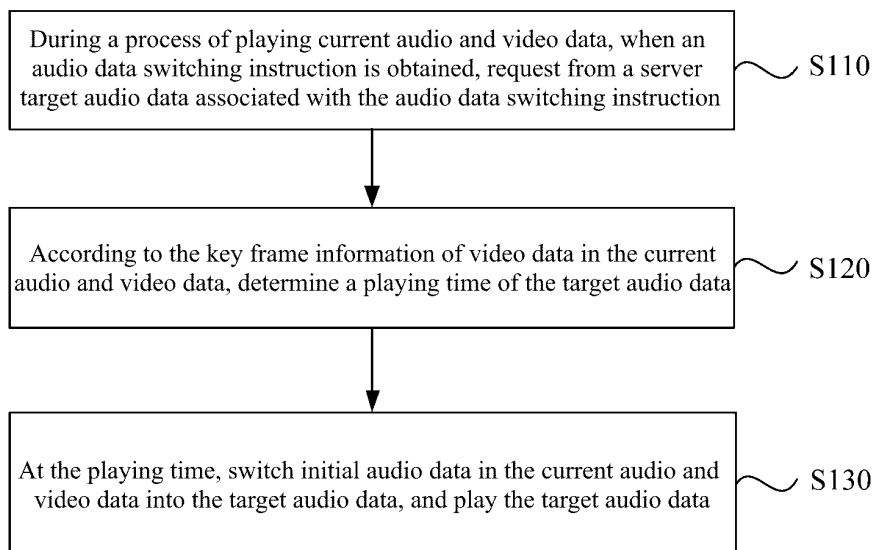 During a process of playing current audio and video data, when an
audio data switching instruction is obtained, request from a server
target audio data associated with the audio data switching instruction
S110
According to the key frame information of video data in the current
audio and video data, determine a playing time of the target audio data
S120
At the playing time, switch initial audio data in the current audio and
video data into the target audio data, and play the target audio data
S130